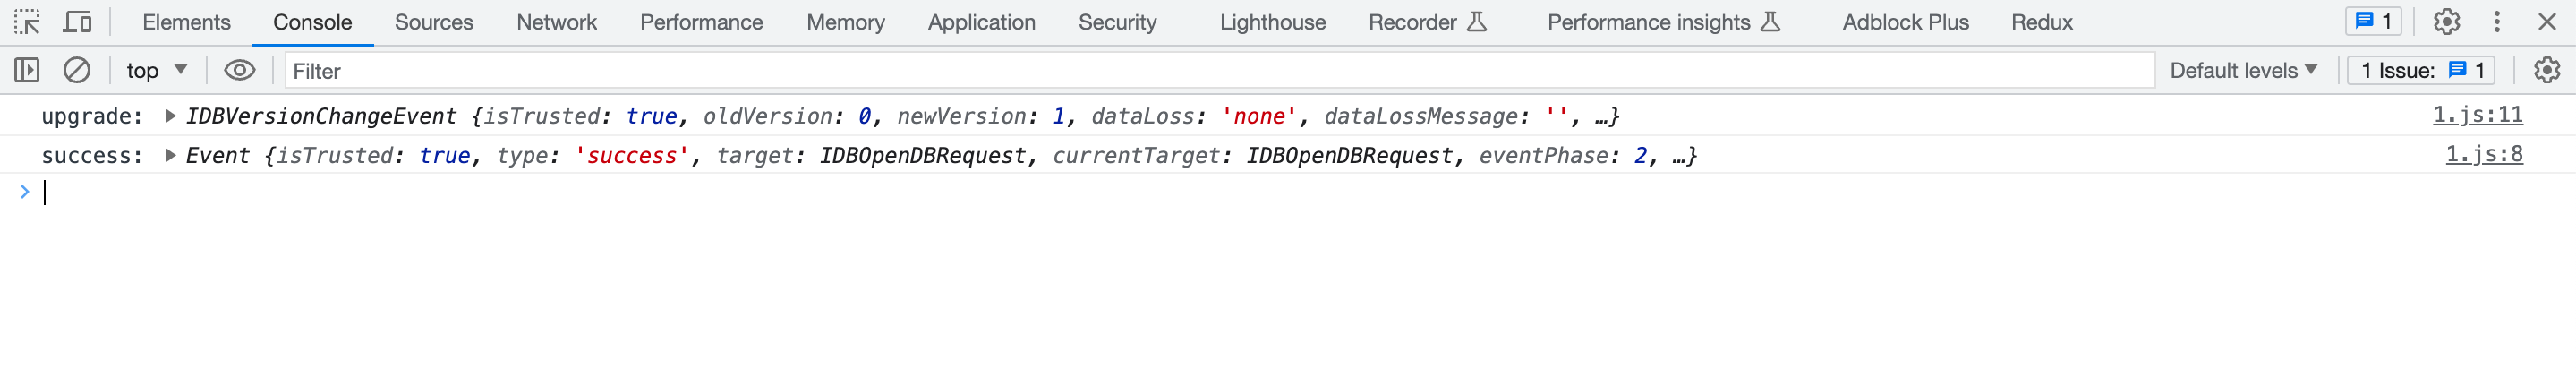 Elements Console Sources Network Performance Memory Application Security Lighthouse Recorder Performance insights Adblock Plus Redux 1
top Filter Default levels 1 Issue: 1
upgrade: IDBVersionChangeEvent {isTrusted: true, oldVersion: 0, newVersion: 1, dataLoss: 'none', dataLossMessage: '', …} 1.js:11
success: Event {isTrusted: true, type: 'success', target: IDBOpenDBRequest, currentTarget: IDBOpenDBRequest, eventPhase: 2, …} 1.js:8